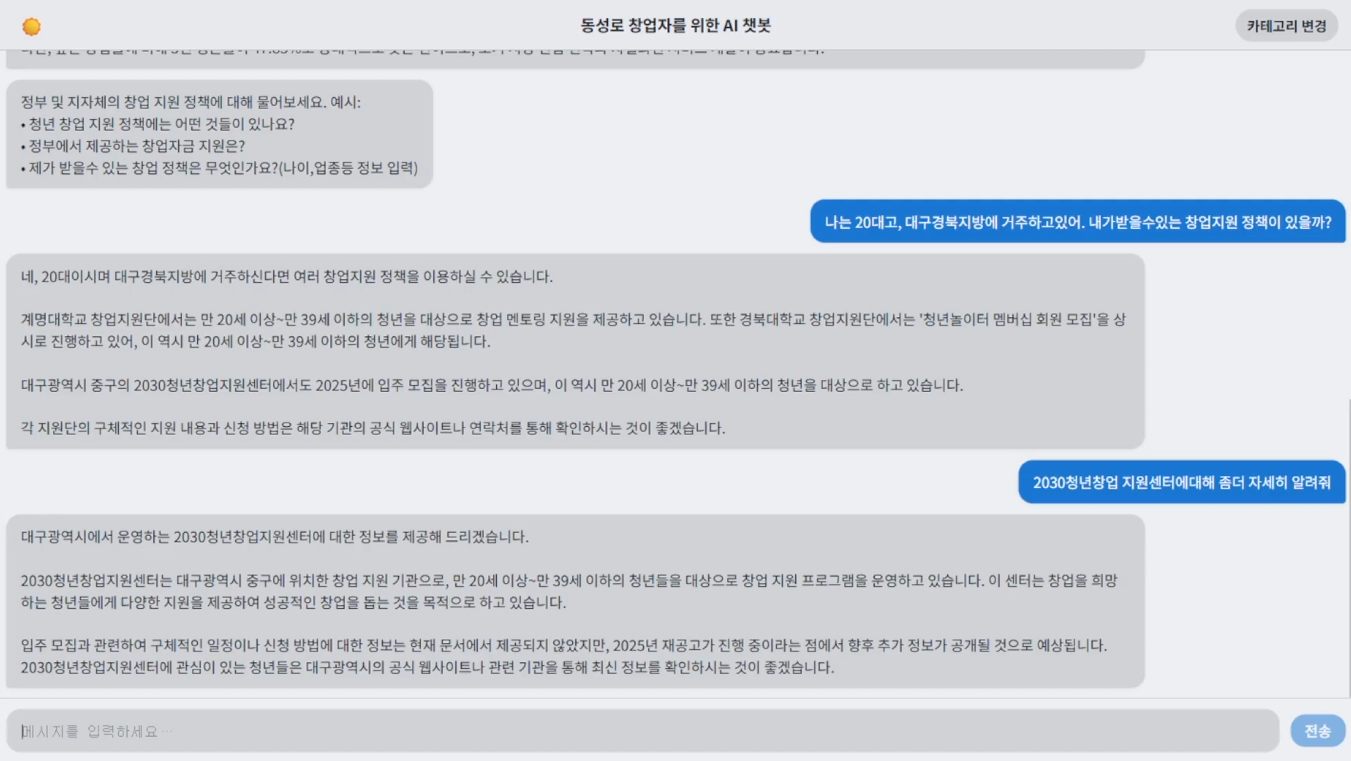 동성로 창업자를 위한 AI 챗봇
카테고리 변경
정부 및 지자체의 창업 지원 정책에 대해 물어보세요. 예시:
• 청년 창업 지원 정책에는 어떤 것들이 있나요?
• 정부에서 제공하는 창업자금 지원은?
• 제가 받을수 있는 창업 정책은 무엇인가요?(나이,업종등 정보 입력)
나는 20대고, 대구경북지방에 거주하고있어. 내가받을수있는 창업지원 정책이 있을까?
네, 20대이시며 대구경북지방에 거주하신다면 여러 창업지원 정책을 이용하실 수 있습니다.
계명대학교 창업지원단에서는 만 20세 이상~만 39세 이하의 청년을 대상으로 창업 멘토링 지원을 제공하고 있습니다. 또한 경북대학교 창업지원단에서는 '청년놀이터 멤버십 회원 모집'을 상
시로 진행하고 있어, 이 역시 만 20세 이상~만 39세 이하의 청년에게 해당됩니다.
대구광역시 중구의 2030청년창업지원센터에서도 2025년에 입주 모집을 진행하고 있으며, 이 역시 만 20세 이상~만 39세 이하의 청년을 대상으로 하고 있습니다.
각 지원단의 구체적인 지원 내용과 신청 방법은 해당 기관의 공식 웹사이트나 연락처를 통해 확인하시는 것이 좋겠습니다.
2030청년창업 지원센터에대해 좀더 자세히 알려줘
대구광역시에서 운영하는 2030청년창업지원센터에 대한 정보를 제공해 드리겠습니다.
2030청년창업지원센터는 대구광역시 중구에 위치한 창업 지원 기관으로, 만 20세 이상~만 39세 이하의 청년들을 대상으로 창업 지원 프로그램을 운영하고 있습니다. 이 센터는 창업을 희망
하는 청년들에게 다양한 지원을 제공하여 성공적인 창업을 돕는 것을 목적으로 하고 있습니다.
입주 모집과 관련하여 구체적인 일정이나 신청 방법에 대한 정보는 현재 문서에서 제공되지 않았지만, 2025년 재공고가 진행 중이라는 점에서 향후 추가 정보가 공개될 것으로 예상됩니다.
2030청년창업지원센터에 관심이 있는 청년들은 대구광역시의 공식 웹사이트나 관련 기관을 통해 최신 정보를 확인하시는 것이 좋겠습니다.
메시지를 입력하세요...
전송